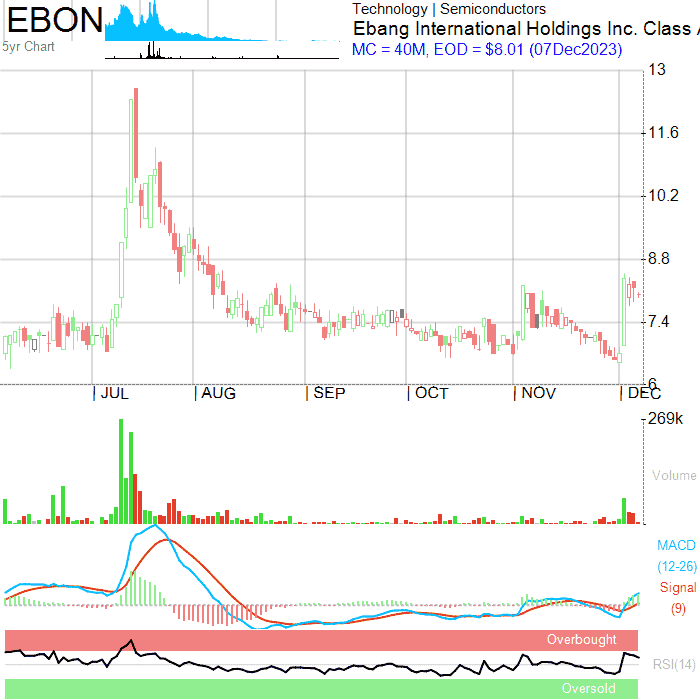 EBON
5yr Chart
Technology | Semiconductors
Ebang International Holdings Inc. Class A
MC = 40M, EOD = $8.01 (07Dec2023)
13
11.6
10.2
8.8
7.4
6
JUL AUG SEP OCT NOV DEC
269k
Volume
MACD
(12-26)
Signal
(9)
Overbought
RSI(14)
Oversold